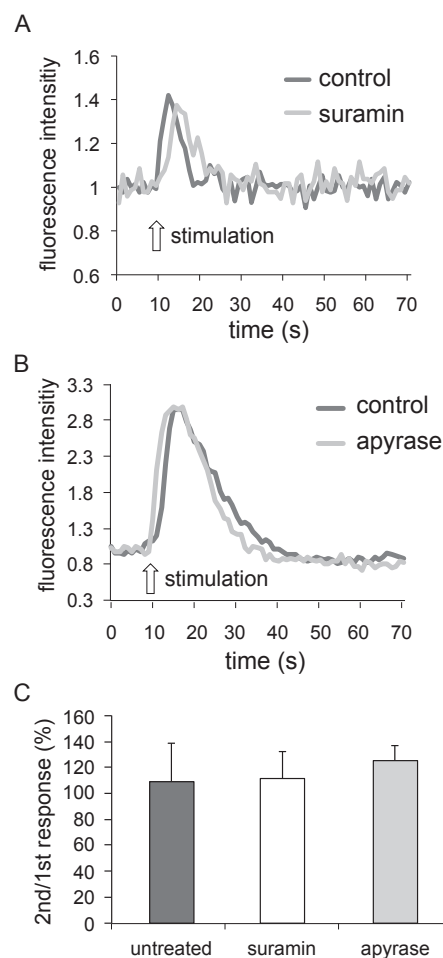 A
fluorescence intensitiy
1.6
1.4
1.2
1
0.8
0.6
control
suramin
stimulation
0 10 20 30 40 50 60 70
time (s)
B
fluorescence intensitiy
3.3
2.8
2.3
1.8
1.3
0.8
0.3
control
apyrase
stimulation
0 10 20 30 40 50 60 70
time (s)
C
2nd/1st response (%)
160
140
120
100
80
60
40
20
0
untreated suramin apyrase